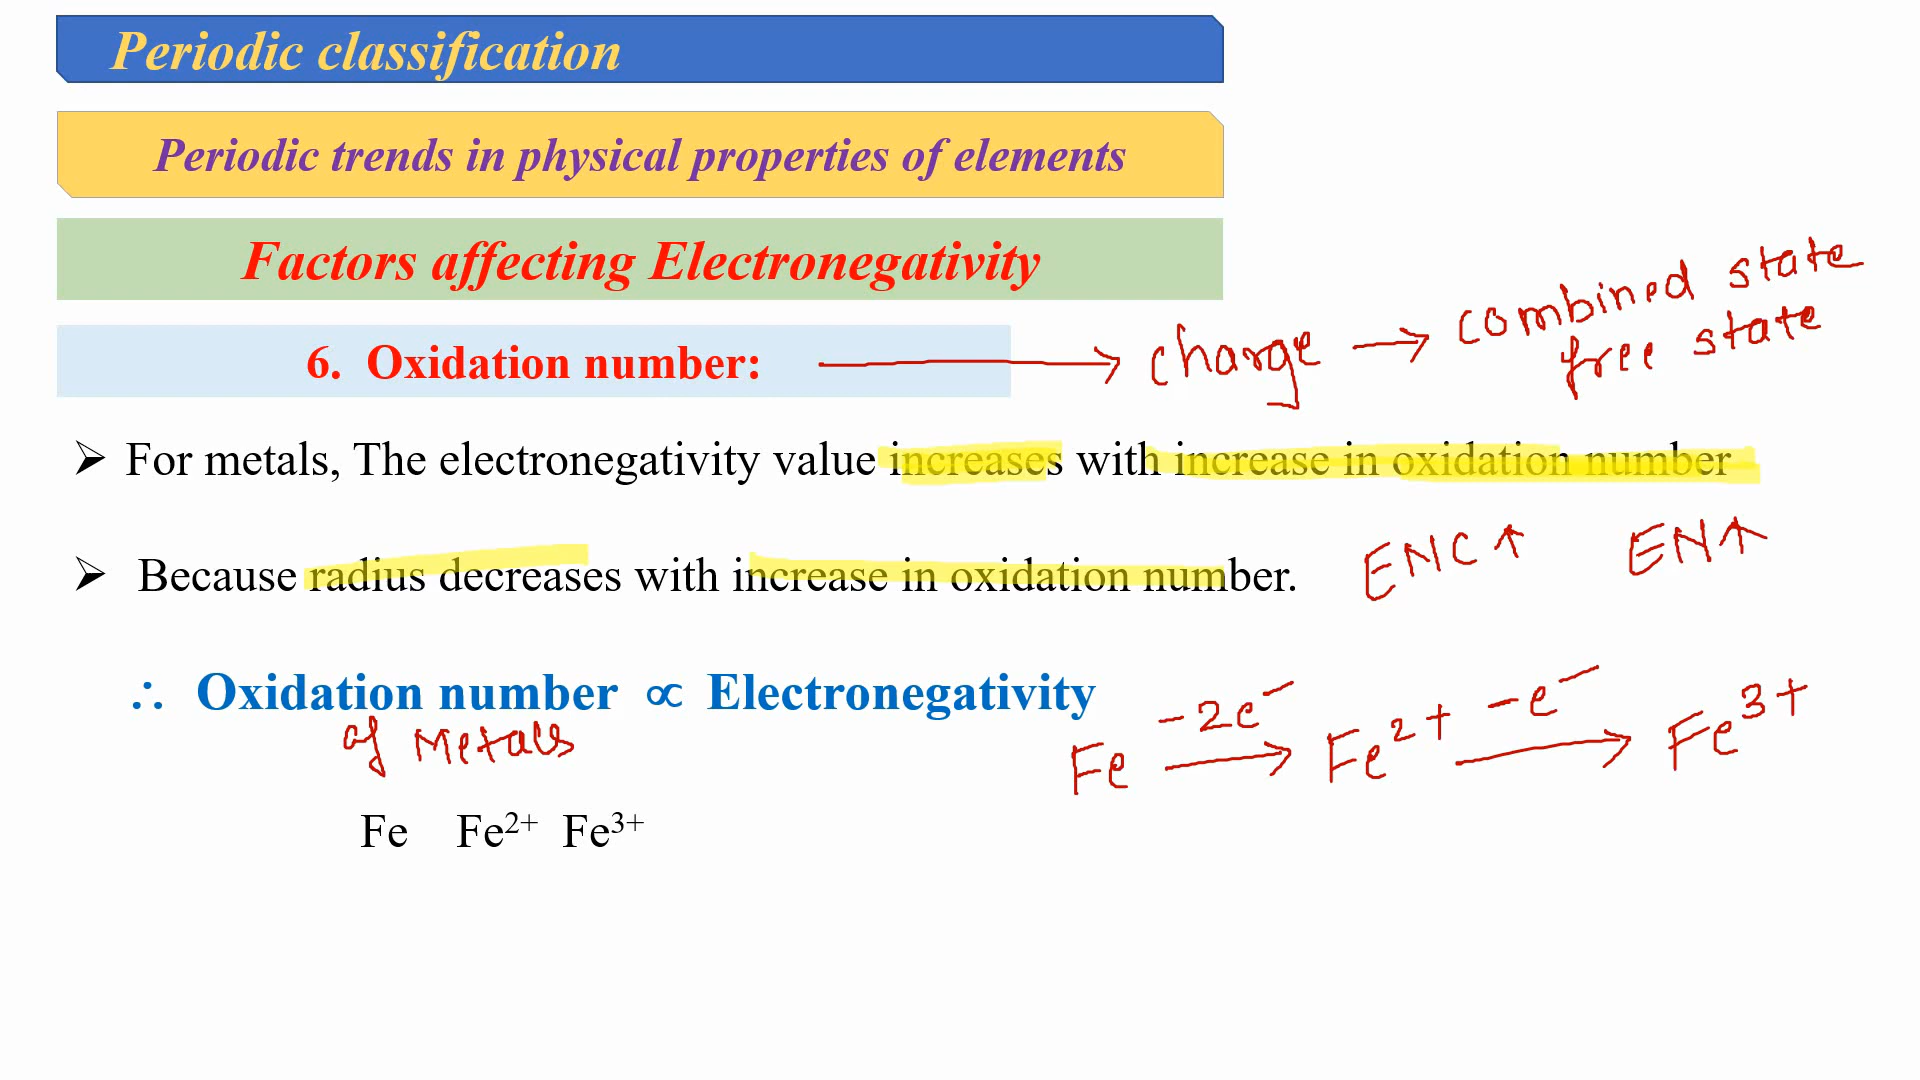 Periodic classification
Periodic trends in physical properties of elements
Factors affecting Electronegativity
6. Oxidation number: → charge → combined state
free state
➢ For metals, The electronegativity value increases with increase in oxidation number
➢ Because radius decreases with increase in oxidation number. ENC↑ EN↑
∴ Oxidation number ∝ Electronegativity
of Metals
Fe -2e⁻ → Fe²⁺ -e⁻ → Fe³⁺
Fe Fe²⁺ Fe³⁺